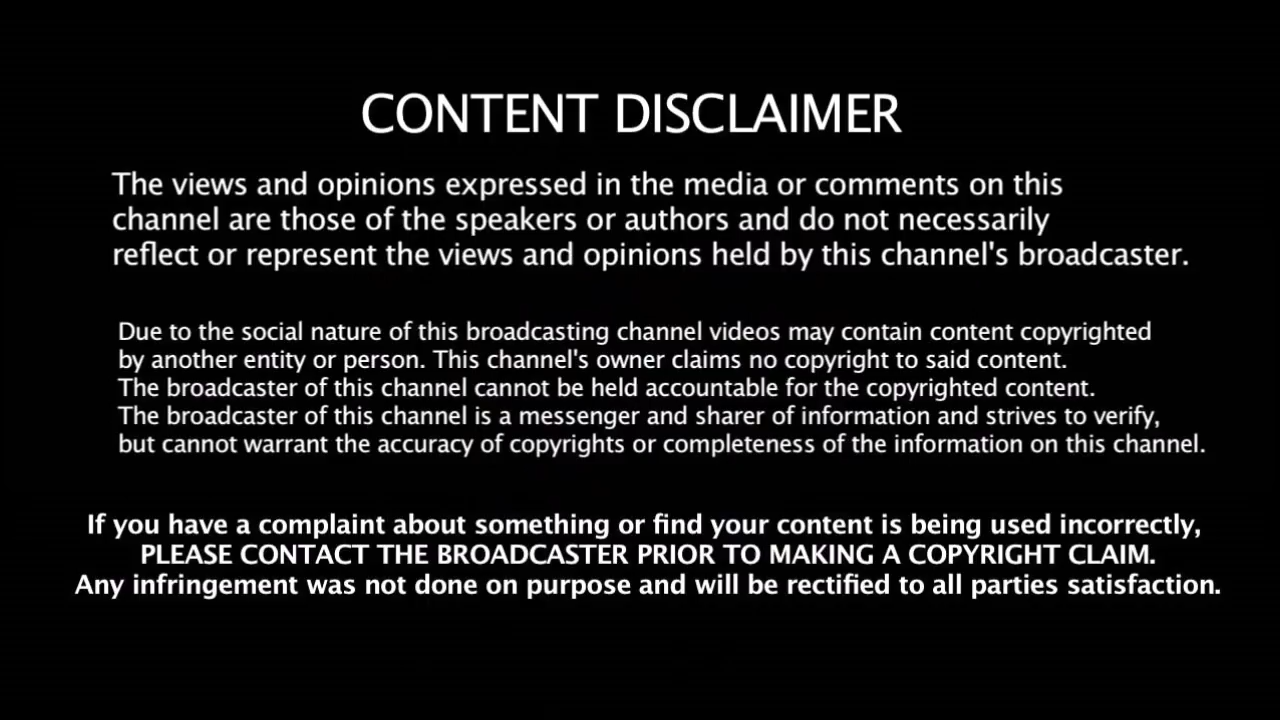 CONTENT DISCLAIMER
The views and opinions expressed in the media or comments on this
channel are those of the speakers or authors and do not necessarily
reflect or represent the views and opinions held by this channel's broadcaster.
Due to the social nature of this broadcasting channel videos may contain content copyrighted
by another entity or person. This channel's owner claims no copyright to said content.
The broadcaster of this channel cannot be held accountable for the copyrighted content.
The broadcaster of this channel is a messenger and sharer of information and strives to verify,
but cannot warrant the accuracy of copyrights or completeness of the information on this channel.
If you have a complaint about something or find your content is being used incorrectly,
PLEASE CONTACT THE BROADCASTER PRIOR TO MAKING A COPYRIGHT CLAIM.
Any infringement was not done on purpose and will be rectified to all parties satisfaction.